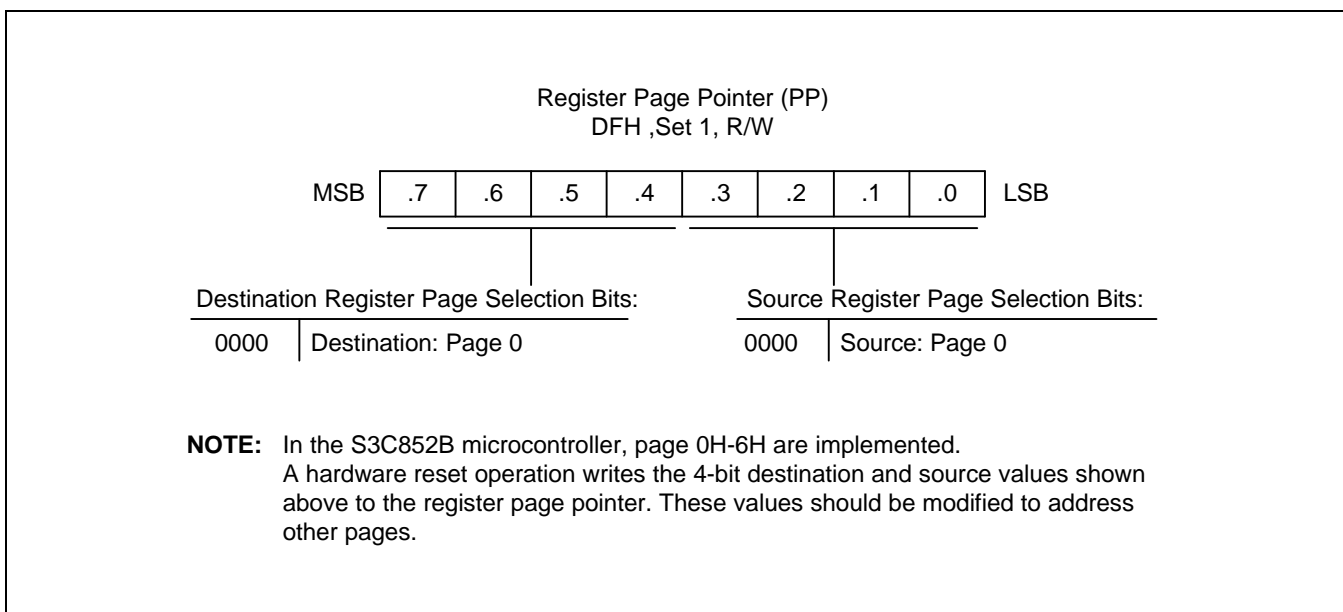 Register Page Pointer (PP)
DFH ,Set 1, R/W
MSB .7 .6 .5 .4 .3 .2 .1 .0 LSB
Destination Register Page Selection Bits:
0000 Destination: Page 0
Source Register Page Selection Bits:
0000 Source: Page 0
NOTE: In the S3C852B microcontroller, page 0H-6H are implemented.
A hardware reset operation writes the 4-bit destination and source values shown
above to the register page pointer. These values should be modified to address
other pages.